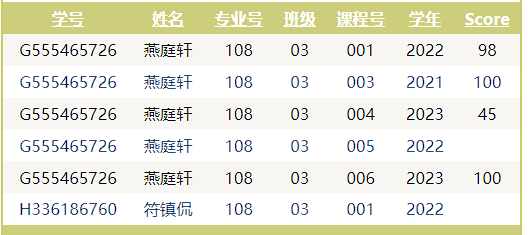 学号 姓名 专业号 班级 课程号 学年 Score
G555465726 燕庭轩 108 03 001 2022 98
G555465726 燕庭轩 108 03 003 2021 100
G555465726 燕庭轩 108 03 004 2023 45
G555465726 燕庭轩 108 03 005 2022
G555465726 燕庭轩 108 03 006 2023 100
H336186760 符镇侃 108 03 001 2022